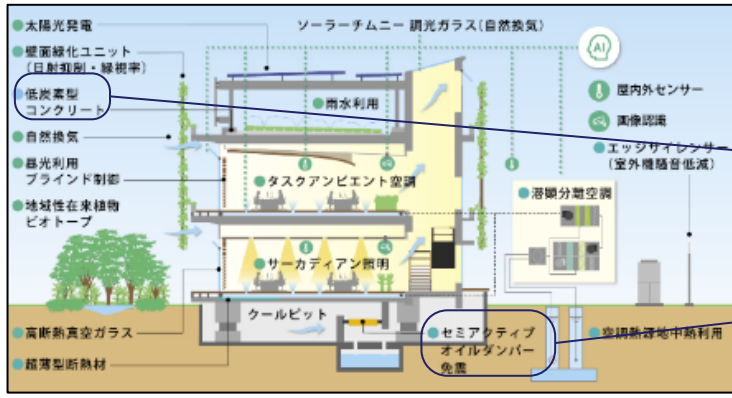 太陽光発電
壁面緑化ユニット
(日射抑制・緑視率)
低炭素型
コンクリート
自然換気
昼光利用
ブラインド制御
地域性在来植物
ビオトープ
高断熱真空ガラス
超薄型断熱材
ソーラーチムニー 調光ガラス(自然換気)
雨水利用
タスクアンビエント空調
サーカディアン照明
クールピット
セミアクティブ
オイルダンパー
免震
AI
屋内外センサー
画像認識
エッジサイレンサー
(室外機騒音低減)
潜顕分離空調
空調熱源地中熱利用